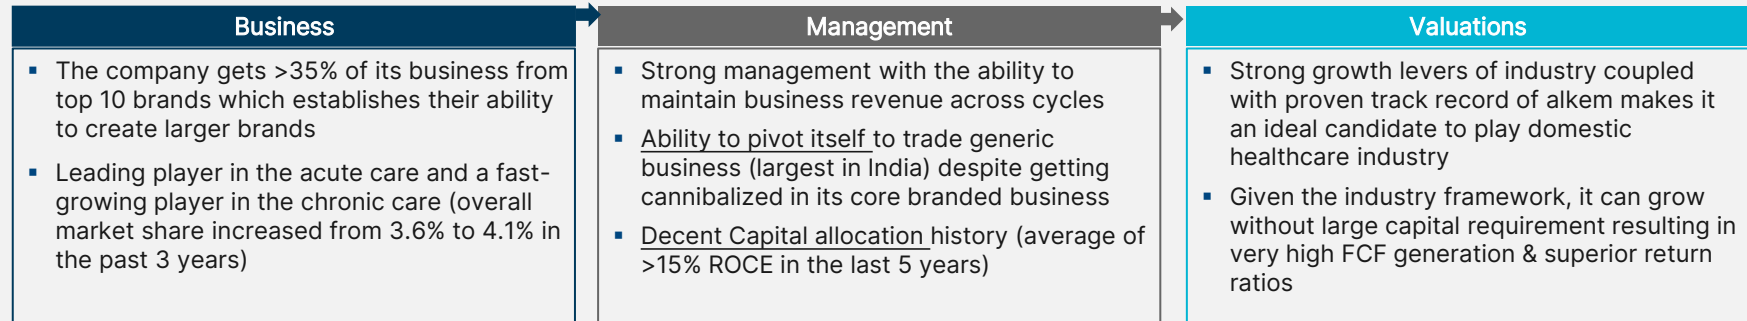 Business
▪ The company gets >35% of its business from
top 10 brands which establishes their ability
to create larger brands
▪ Leading player in the acute care and a fast-
growing player in the chronic care (overall
market share increased from 3.6% to 4.1% in
the past 3 years)
Management
▪ Strong management with the ability to
maintain business revenue across cycles
▪ Ability to pivot itself to trade generic
business (largest in India) despite getting
cannibalized in its core branded business
▪ Decent Capital allocation history (average of
>15% ROCE in the last 5 years)
Valuations
▪ Strong growth levers of industry coupled
with proven track record of alkem makes it
an ideal candidate to play domestic
healthcare industry
▪ Given the industry framework, it can grow
without large capital requirement resulting in
very high FCF generation & superior return
ratios